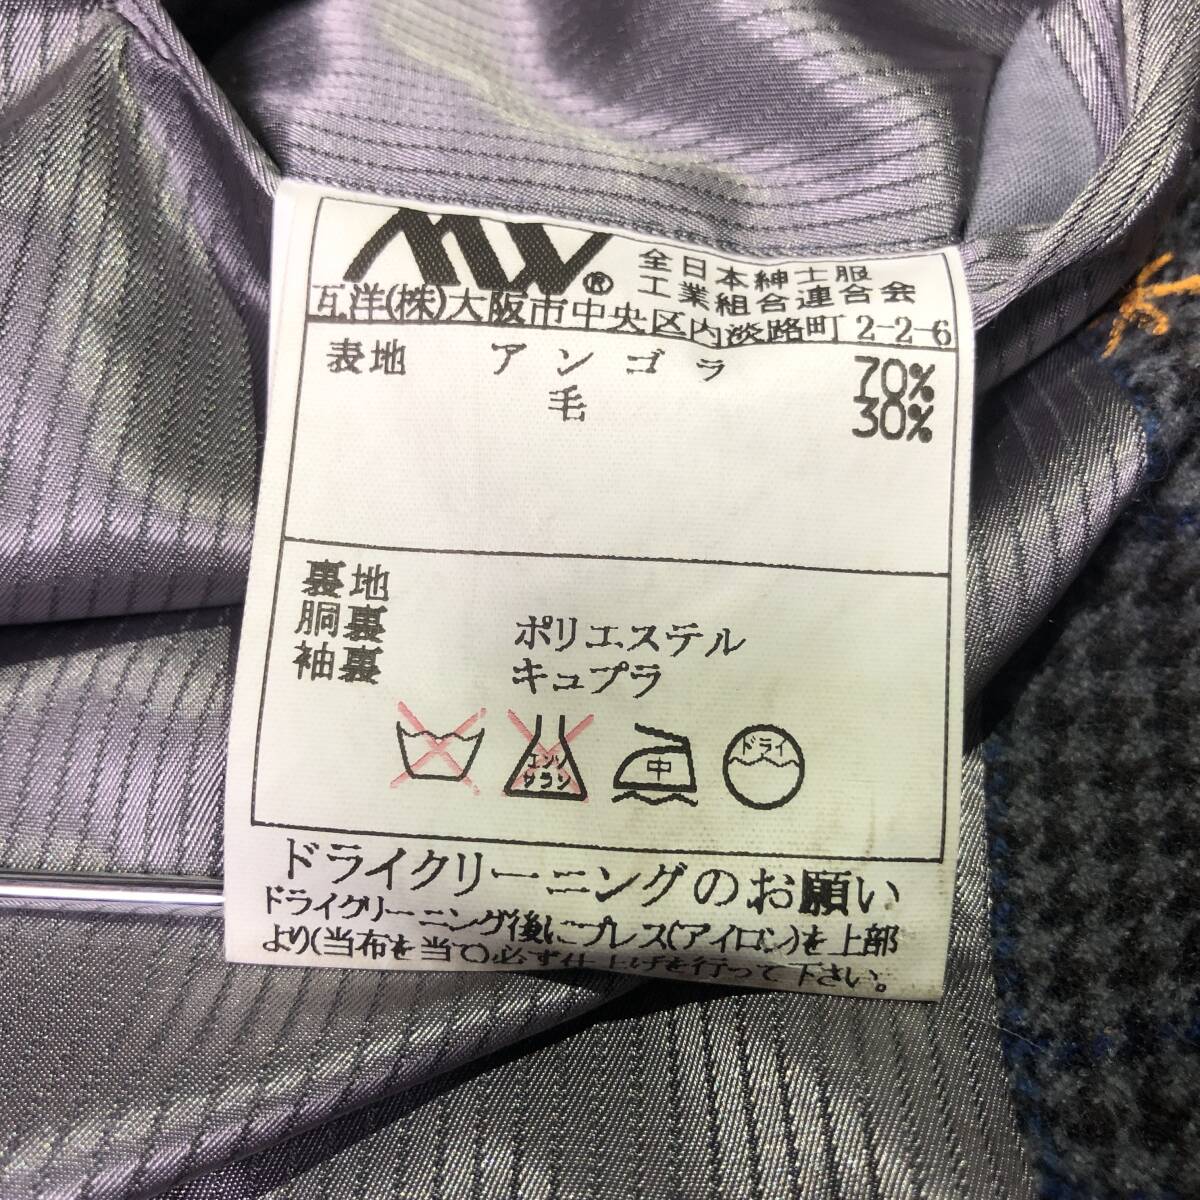 MW®
全日本紳士服
工業組合連合会
互洋(株)大阪市中央区内淡路町2-2-6
表地 アンゴラ 70%
毛 30%
裏地
胴裏 ポリエステル
袖裏 キュプラ
エンソ
サラシ
中
ドライ
ドライクリーニングのお願い
ドライクリーニング後にプレス(アイロン)を上部
より(当布を当て)必ず仕上げを行って下さい。